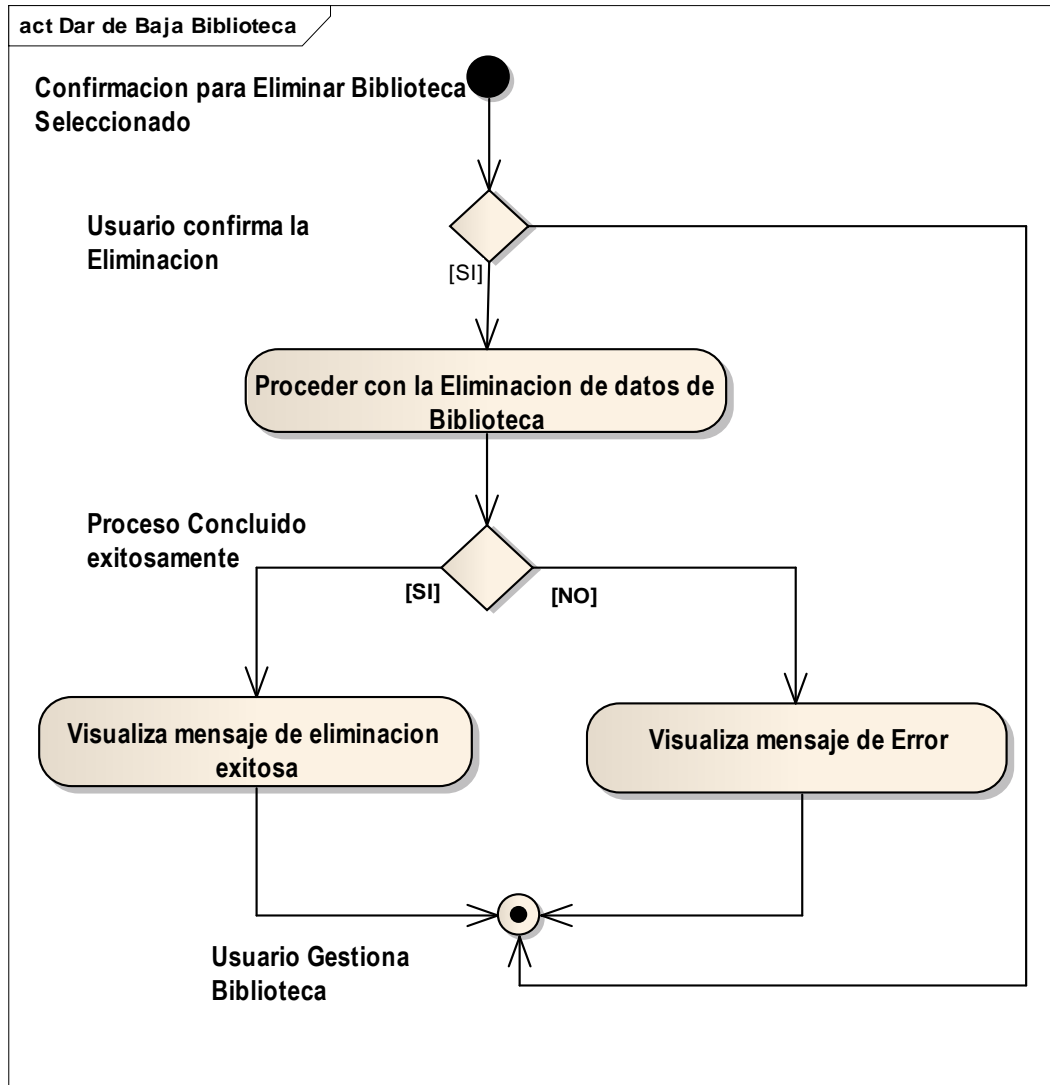 act Dar de Baja Biblioteca
Confirmacion para Eliminar Biblioteca
Seleccionado
Usuario confirma la
Eliminacion
[SI]
Proceder con la Eliminacion de datos de
Biblioteca
Proceso Concluido
exitosamente
[SI]
[NO]
Visualiza mensaje de eliminacion
exitosa
Visualiza mensaje de Error
Usuario Gestiona
Biblioteca